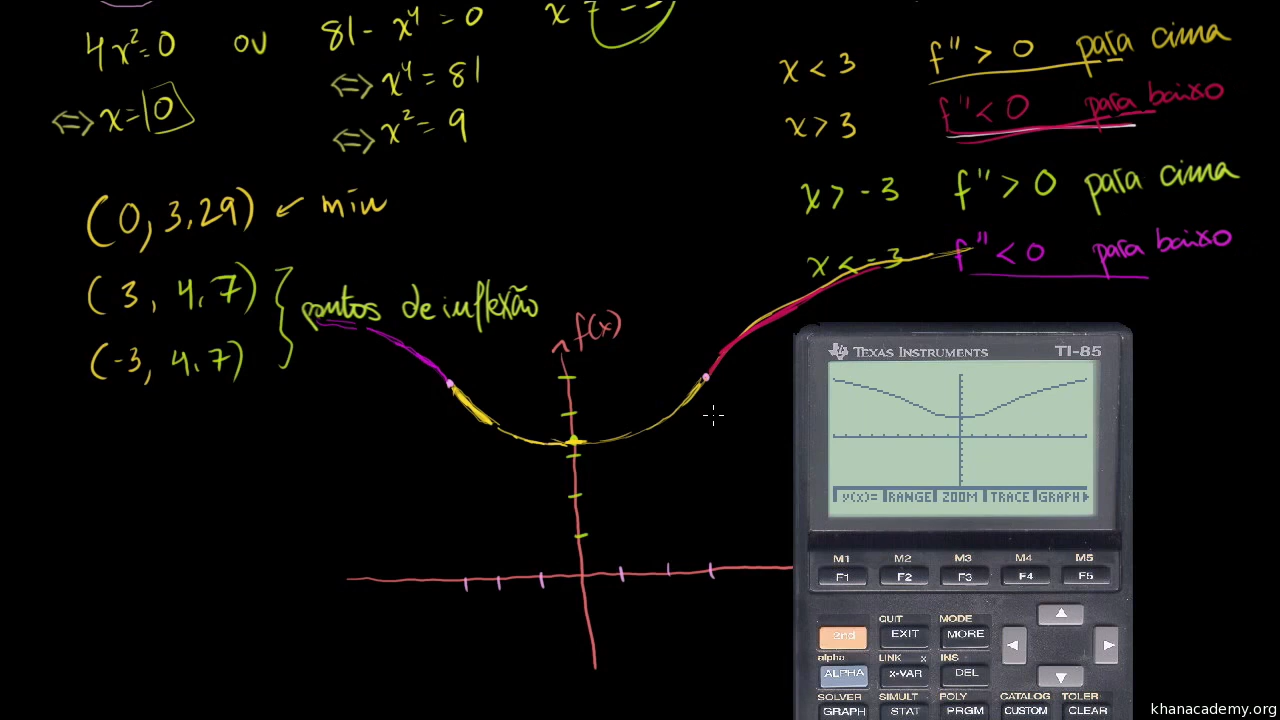 4x² = 0 ou 81 - x⁴ = 0
⇔ x = 0
⇔ x⁴ = 81
⇔ x² = 9
x < 3 f'' > 0 para cima
x > 3 f'' < 0 para baixo
x > -3 f'' > 0 para cima
x < -3 f'' < 0 para baixo
(0, 3,29) ← min
(3, 4,7)
(-3, 4,7)
pontos de inflexão
f(x)
TEXAS INSTRUMENTS TI-85
y(x)= RANGE ZOOM TRACE GRAPH
M1 M2 M3 M4 M5
F1 F2 F3 F4 F5
QUIT MODE
2nd EXIT MORE
alpha LINK x INS
ALPHA x-VAR DEL
SOLVER SIMULT POLY CATALOG TOLER
GRAPH STAT PRGM CUSTOM CLEAR
khanacademy.org